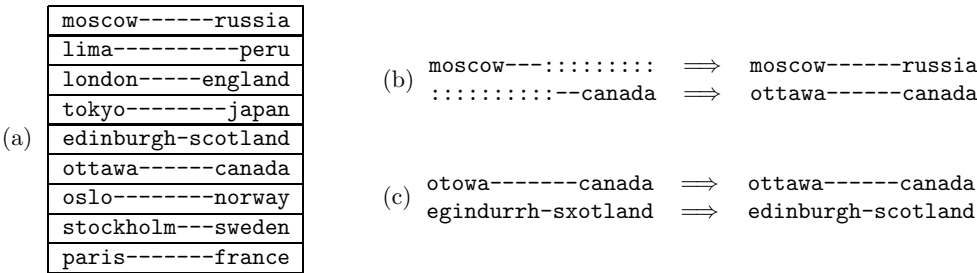 (a)
moscow------russia
lima----------peru
london-----england
tokyo--------japan
edinburgh-scotland
ottawa------canada
oslo--------norway
stockholm---sweden
paris-------france
(b)
moscow---::::::::: ⟹ moscow------russia
::::::::::--canada ⟹ ottawa------canada
(c)
otowa-------canada ⟹ ottawa------canada
egindurrh-sxotland ⟹ edinburgh-scotland